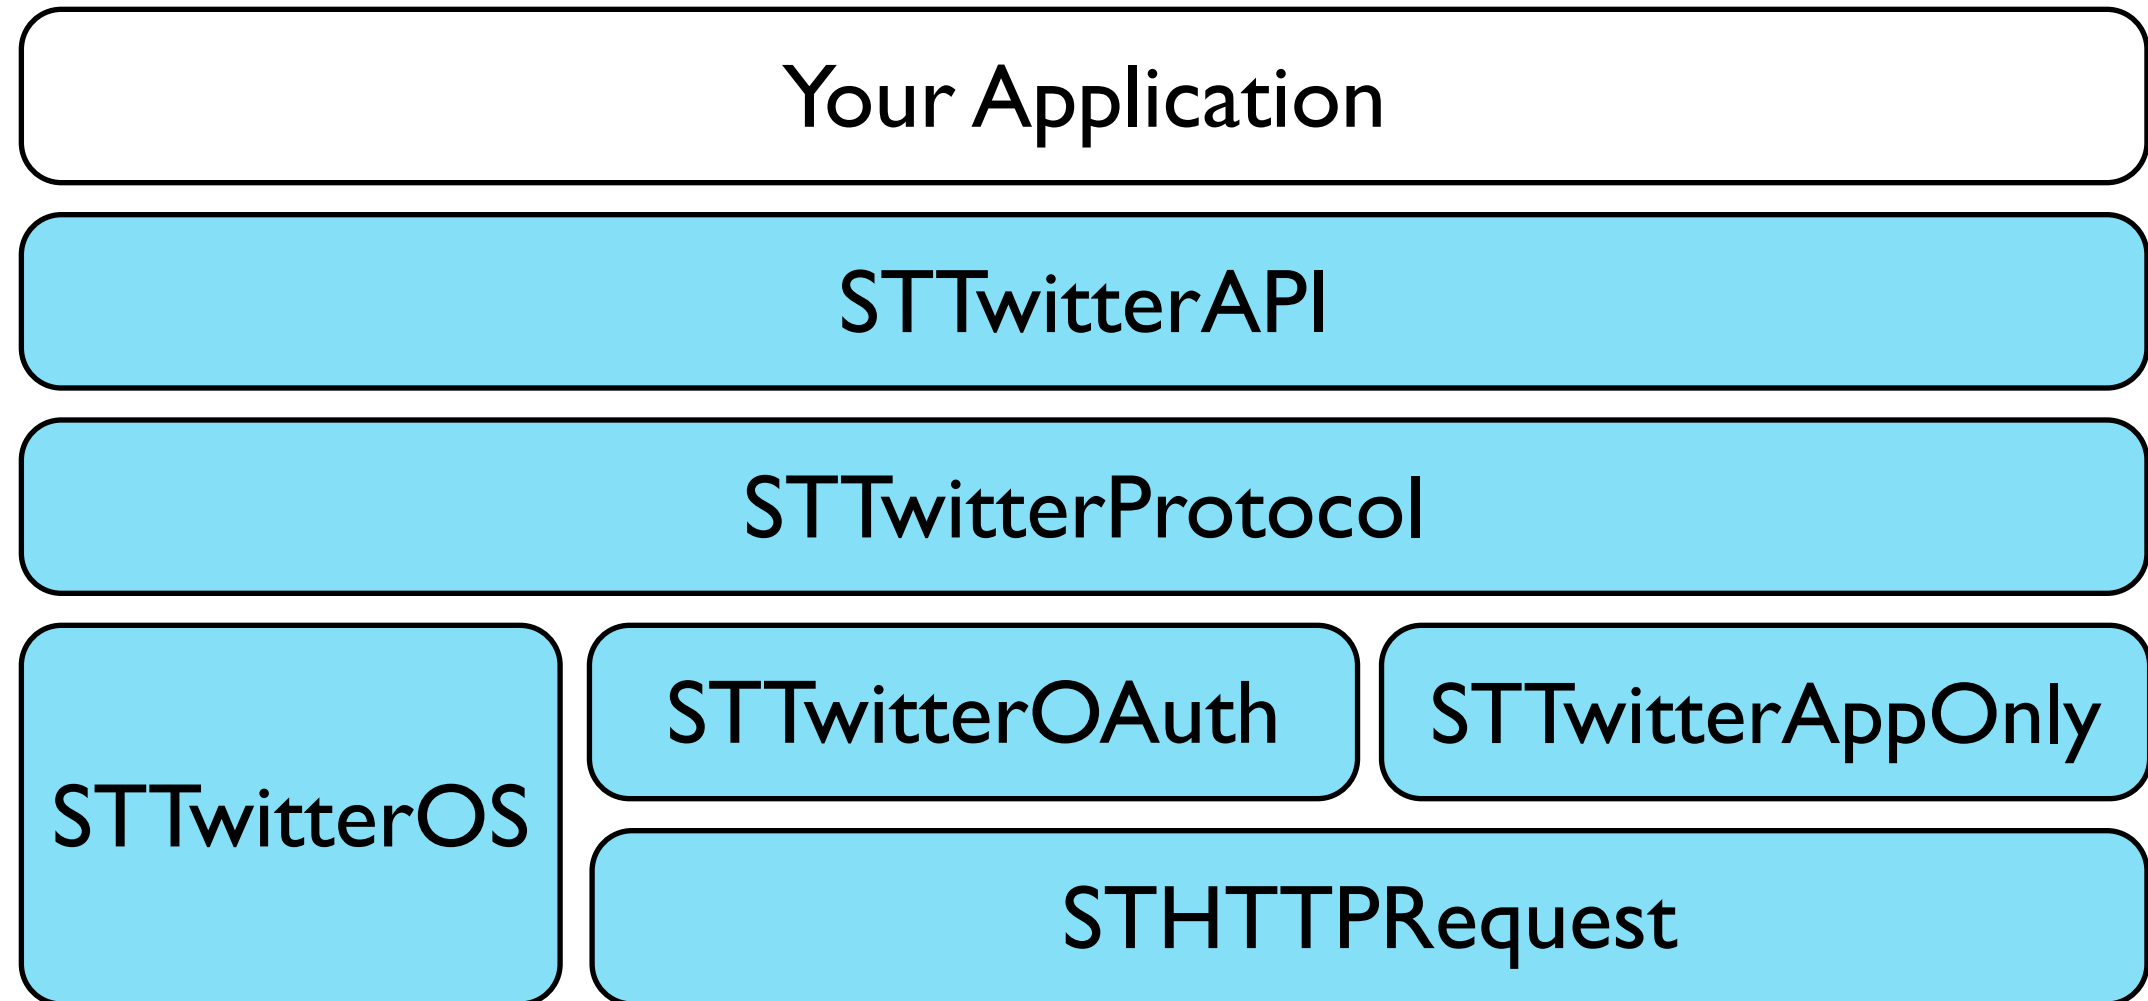 Your Application
STTwitterAPI
STTwitterProtocol
STTwitterOS
STTwitterOAuth
STTwitterAppOnly
STHTTPRequest